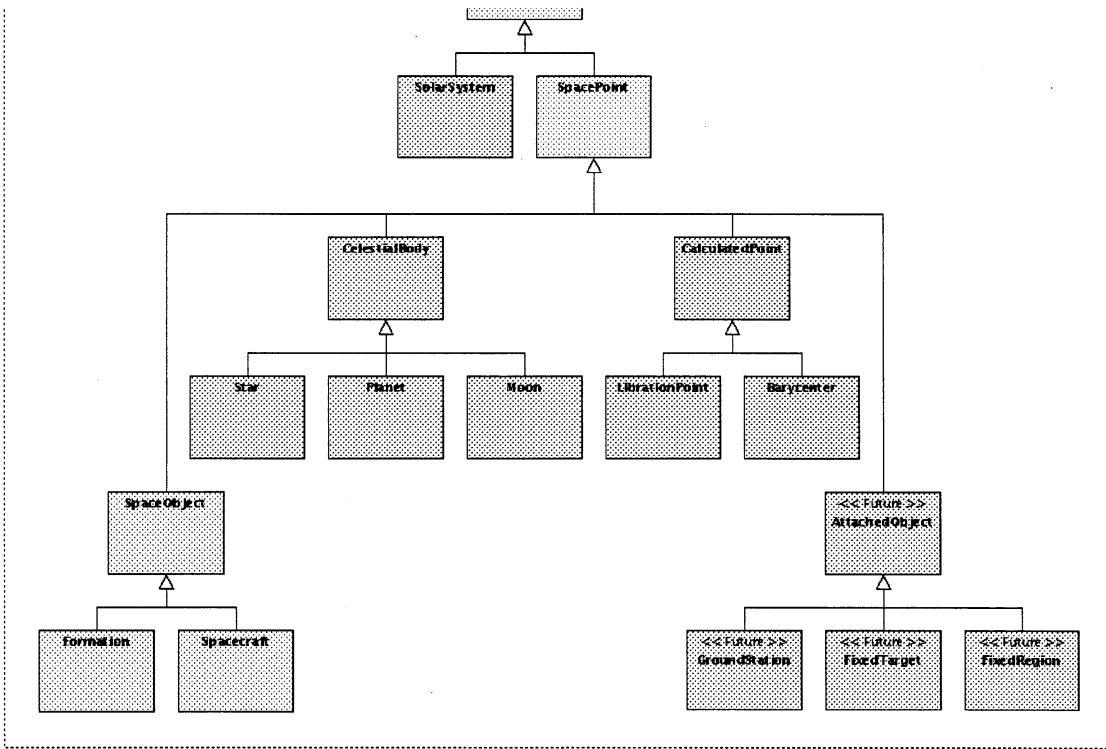 SolarSystem
SpacePoint
CelestialBody
CalculatedPoint
Star
Planet
Moon
LibrationPoint
Barycenter
SpaceObject
<< Future >>
AttachedObject
Formation
Spacecraft
<< Future >>
GroundStation
<< Future >>
FixedTarget
<< Future >>
FixedRegion